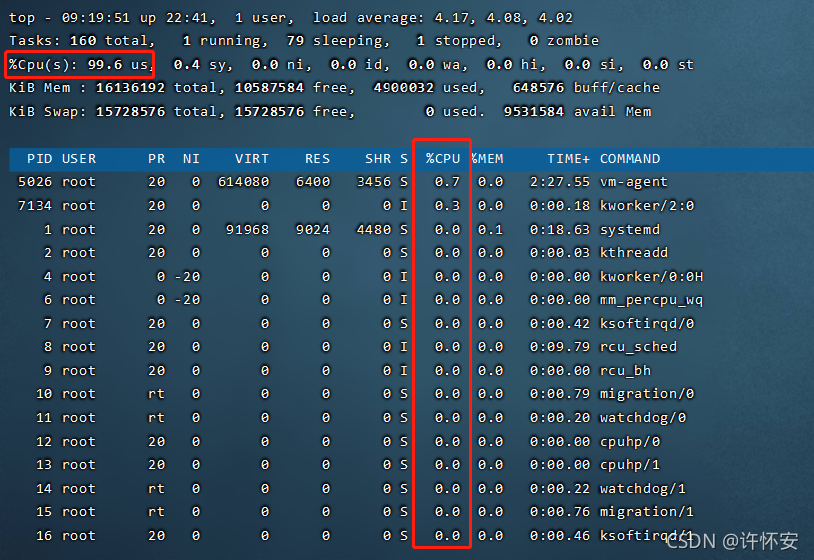 top - 09:19:51 up 22:41,  1 user,  load average: 4.17, 4.08, 4.02
Tasks: 160 total,   1 running,  79 sleeping,   1 stopped,   0 zombie
%Cpu(s): 99.6 us,  0.4 sy,  0.0 ni,  0.0 id,  0.0 wa,  0.0 hi,  0.0 si,  0.0 st
KiB Mem : 16136192 total, 10587584 free,  4900032 used,   648576 buff/cache
KiB Swap: 15728576 total, 15728576 free,        0 used.  9531584 avail Mem
PID USER      PR  NI    VIRT    RES    SHR S  %CPU %MEM     TIME+ COMMAND
5026 root      20   0  614080   6400   3456 S   0.7  0.0   2:27.55 vm-agent
7134 root      20   0       0      0      0 I   0.3  0.0   0:00.18 kworker/2:0
1 root      20   0   91968   9024   4480 S   0.0  0.1   0:18.63 systemd
2 root      20   0       0      0      0 S   0.0  0.0   0:00.03 kthreadd
4 root       0 -20       0      0      0 I   0.0  0.0   0:00.00 kworker/0:0H
6 root       0 -20       0      0      0 I   0.0  0.0   0:00.00 mm_percpu_wq
7 root      20   0       0      0      0 S   0.0  0.0   0:00.42 ksoftirqd/0
8 root      20   0       0      0      0 I   0.0  0.0   0:09.79 rcu_sched
9 root      20   0       0      0      0 I   0.0  0.0   0:00.00 rcu_bh
10 root      rt   0       0      0      0 S   0.0  0.0   0:00.79 migration/0
11 root      rt   0       0      0      0 S   0.0  0.0   0:00.20 watchdog/0
12 root      20   0       0      0      0 S   0.0  0.0   0:00.00 cpuhp/0
13 root      20   0       0      0      0 S   0.0  0.0   0:00.00 cpuhp/1
14 root      rt   0       0      0      0 S   0.0  0.0   0:00.22 watchdog/1
15 root      rt   0       0      0      0 S   0.0  0.0   0:00.76 migration/1
16 root      20   0       0      0      0 S   0.0  0.0   0:00.46 ksoftirqd/1
CSDN @许怀安